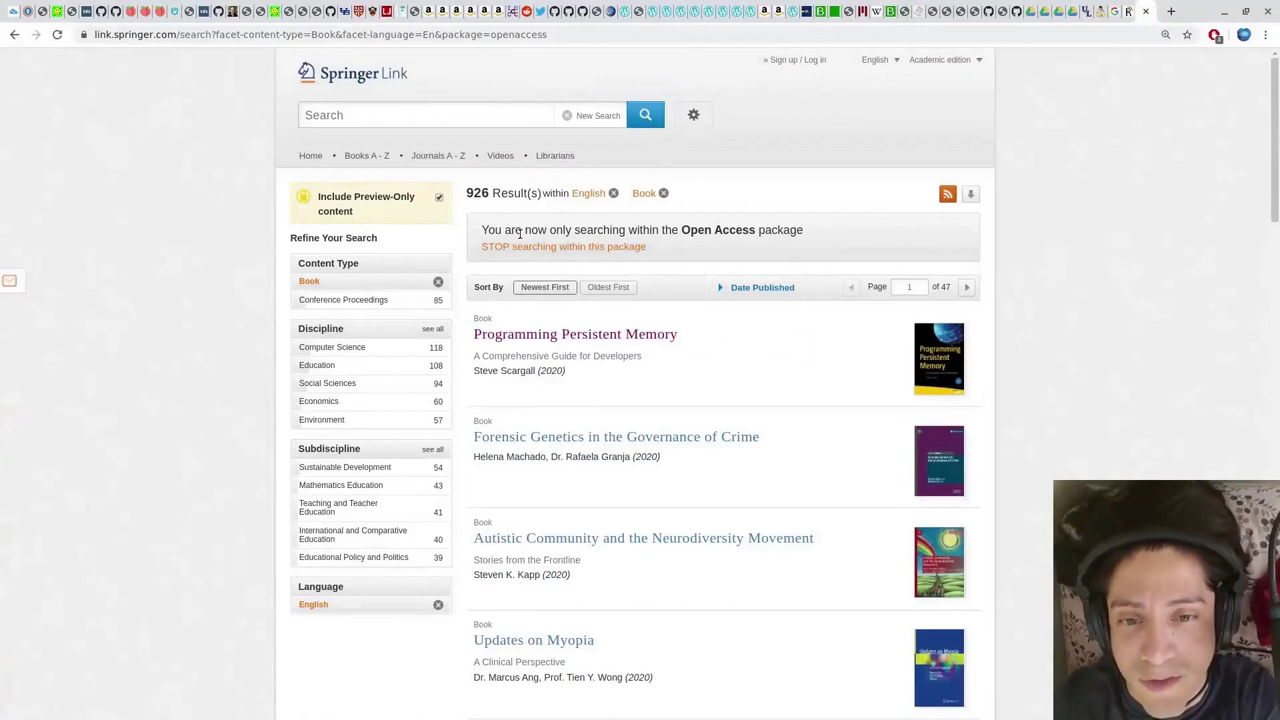 link.springer.com/search?facet-content-type=Book&facet-language=En&package=openaccess
» Sign up / Log in
English
Academic edition
Springer Link
Search
New Search
Home • Books A - Z • Journals A - Z • Videos • Librarians
Include Preview-Only
content
926 Result(s) within English Book
You are now only searching within the Open Access package
STOP searching within this package
Refine Your Search
Content Type
Book
Conference Proceedings 85
Discipline see all
Computer Science 118
Education 108
Social Sciences 94
Economics 60
Environment 57
Subdiscipline see all
Sustainable Development 54
Mathematics Education 43
Teaching and Teacher
Education 41
International and Comparative
Education 40
Educational Policy and Politics 39
Language
English
Sort By Newest First Oldest First Date Published Page 1 of 47
Book
Programming Persistent Memory
A Comprehensive Guide for Developers
Steve Scargall (2020)
Programming
Persistent
Memory
Book
Forensic Genetics in the Governance of Crime
Helena Machado, Dr. Rafaela Granja (2020)
Book
Autistic Community and the Neurodiversity Movement
Stories from the Frontline
Steven K. Kapp (2020)
Book
Updates on Myopia
A Clinical Perspective
Dr. Marcus Ang, Prof. Tien Y. Wong (2020)
Updates on Myopia